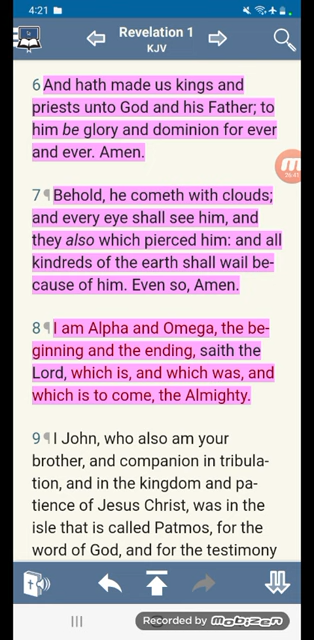 4:21
Revelation 1
KJV
6 And hath made us kings and
priests unto God and his Father; to
him be glory and dominion for ever
and ever. Amen.
7 ¶ Behold, he cometh with clouds;
and every eye shall see him, and
they also which pierced him: and all
kindreds of the earth shall wail be-
cause of him. Even so, Amen.
8 ¶ I am Alpha and Omega, the be-
ginning and the ending, saith the
Lord, which is, and which was, and
which is to come, the Almighty.
9 ¶ I John, who also am your
brother, and companion in tribula-
tion, and in the kingdom and pa-
tience of Jesus Christ, was in the
isle that is called Patmos, for the
word of God, and for the testimony
Recorded by mobizen